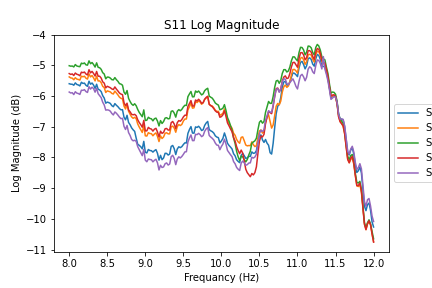 S11 Log Magnitude
−4
−5
−6
−7
−8
−9
−10
−11
Log Magnitude (dB)
8.0 8.5 9.0 9.5 10.0 10.5 11.0 11.5 12.0
Frequancy (Hz)
S
S
S
S
S